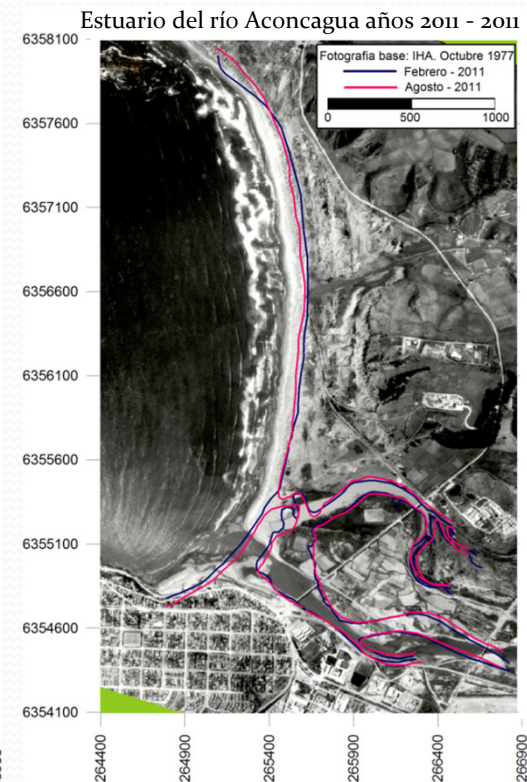 Estuario del río Aconcagua años 2011 - 2011
Fotografia base: IHA. Octubre 1977
Febrero - 2011
Agosto - 2011
0 500 1000
6358100
6357600
6357100
6356600
6356100
6355600
6355100
6354600
6354100
264400 264900 265400 265900 266400 266900